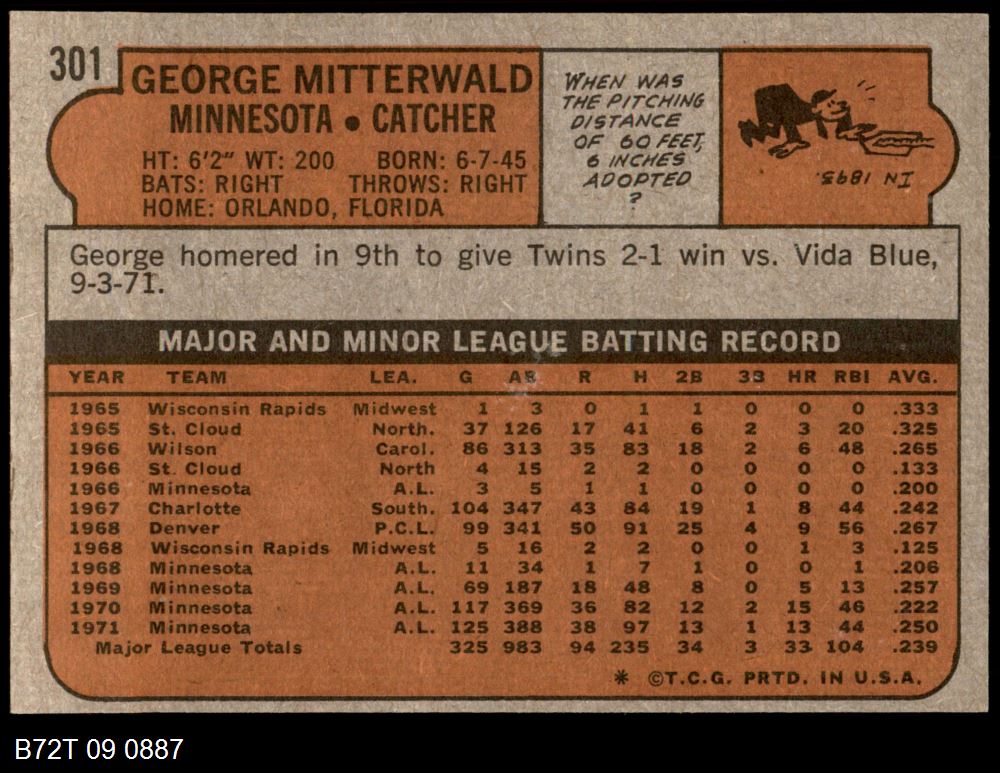 301
GEORGE MITTERWALD
MINNESOTA • CATCHER
HT: 6'2" WT: 200 BORN: 6-7-45
BATS: RIGHT THROWS: RIGHT
HOME: ORLANDO, FLORIDA
WHEN WAS
THE PITCHING
DISTANCE
OF 60 FEET,
6 INCHES
ADOPTED
?
IN 1893.
George homered in 9th to give Twins 2-1 win vs. Vida Blue,
9-3-71.
MAJOR AND MINOR LEAGUE BATTING RECORD
YEAR TEAM LEA. G AB R H 2B 3B HR RBI AVG.
1965 Wisconsin Rapids Midwest 1 3 0 1 1 0 0 0 .333
1965 St. Cloud North. 37 126 17 41 6 2 3 20 .325
1966 Wilson Carol. 86 313 35 83 18 2 6 48 .265
1966 St. Cloud North 4 15 2 2 0 0 0 0 .133
1966 Minnesota A.L. 3 5 1 1 0 0 0 0 .200
1967 Charlotte South. 104 347 43 84 19 1 8 44 .242
1968 Denver P.C.L. 99 341 50 91 25 4 9 56 .267
1968 Wisconsin Rapids Midwest 5 16 2 2 0 0 1 3 .125
1968 Minnesota A.L. 11 34 1 7 1 0 0 1 .206
1969 Minnesota A.L. 69 187 18 48 8 0 5 13 .257
1970 Minnesota A.L. 117 369 36 82 12 2 15 46 .222
1971 Minnesota A.L. 125 388 38 97 13 1 13 44 .250
Major League Totals 325 983 94 235 34 3 33 104 .239
* ©T.C.G. PRTD. IN U.S.A.
B72T 09 0887